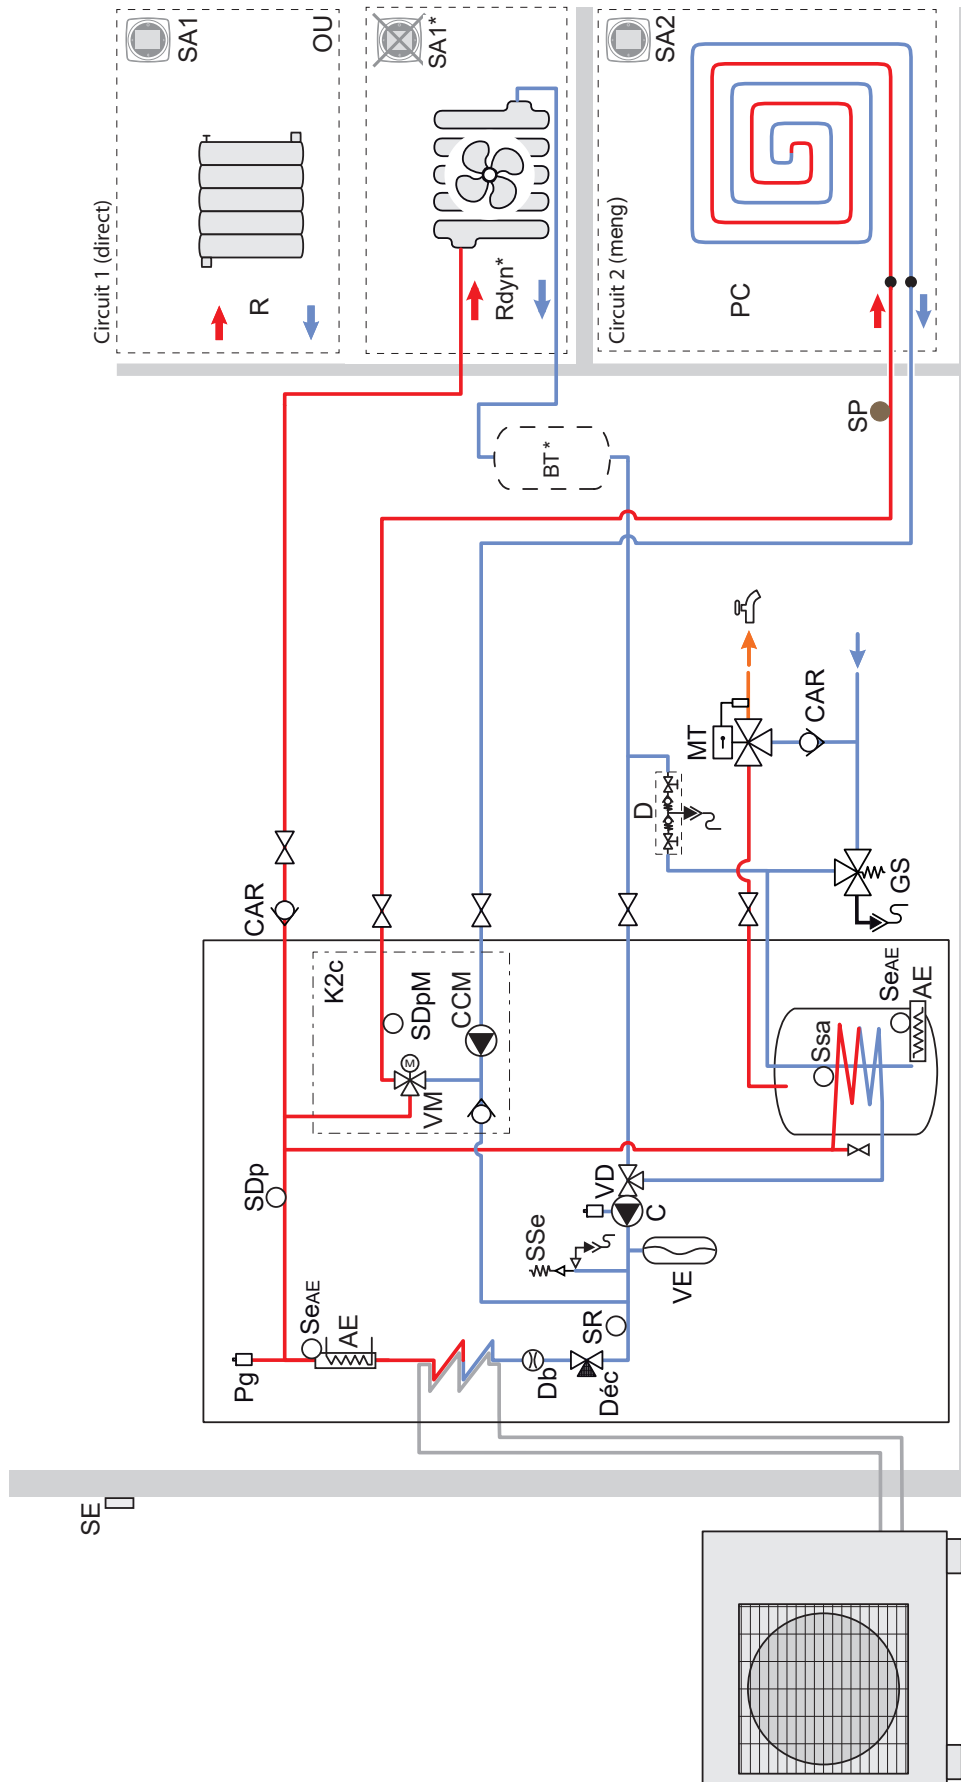 Circuit 1 (direct)
SA1
OU
R
SA1*
Rdyn*
Circuit 2 (meng)
SA2
PC
BT*
SP
CAR
MT
CAR
D
GS
K2c
SDpM
CCM
VM
M
SeAE
AE
Ssa
SDp
VD
C
SSe
VE
SeAE
AE
SR
Pg
Db
Déc
SE